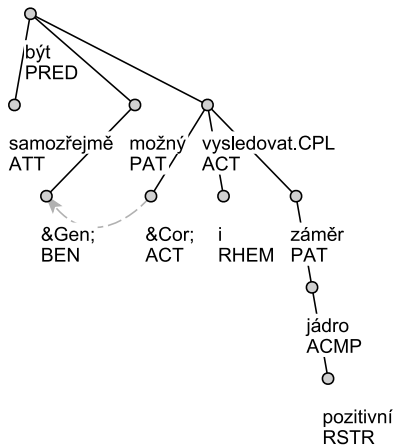 být
PRED
samozřejmě
ATT
možný
PAT
vysledovat.CPL
ACT
&Gen;
BEN
&Cor;
ACT
i
RHEM
záměr
PAT
jádro
ACMP
pozitivní
RSTR